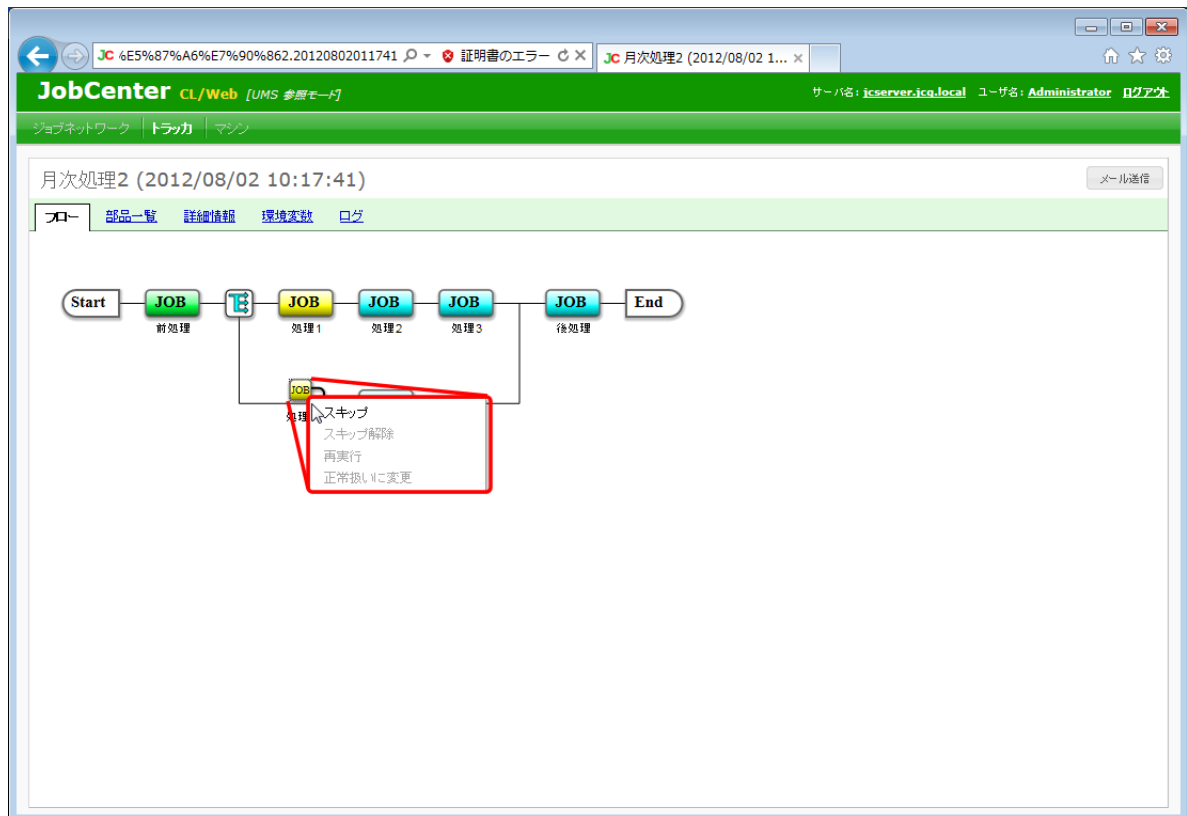 JC %E5%87%A6%E7%90%862.20120802011741 証明書のエラー JC 月次処理2 (2012/08/02 1...
JobCenter CL/Web [UMS 参照モード] サーバ名: jcserver.jcq.local ユーザ名: Administrator ログアウト
ジョブネットワーク トラッカ マシン
月次処理2 (2012/08/02 10:17:41) メール送信
フロー 部品一覧 詳細情報 環境変数 ログ
Start JOB JOB JOB JOB JOB End
前処理 処理1 処理2 処理3 後処理
JOB
処理
スキップ
スキップ解除
再実行
正常扱いに変更